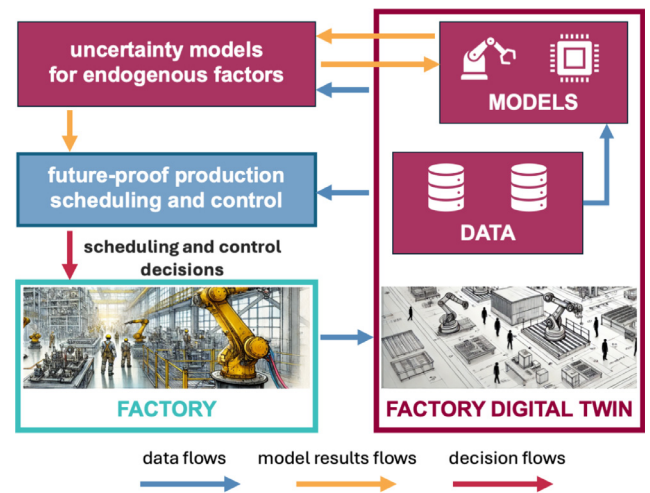 uncertainty models
for endogenous factors
MODELS
future-proof production
scheduling and control
DATA
scheduling and control
decisions
FACTORY
FACTORY DIGITAL TWIN
data flows
model results flows
decision flows